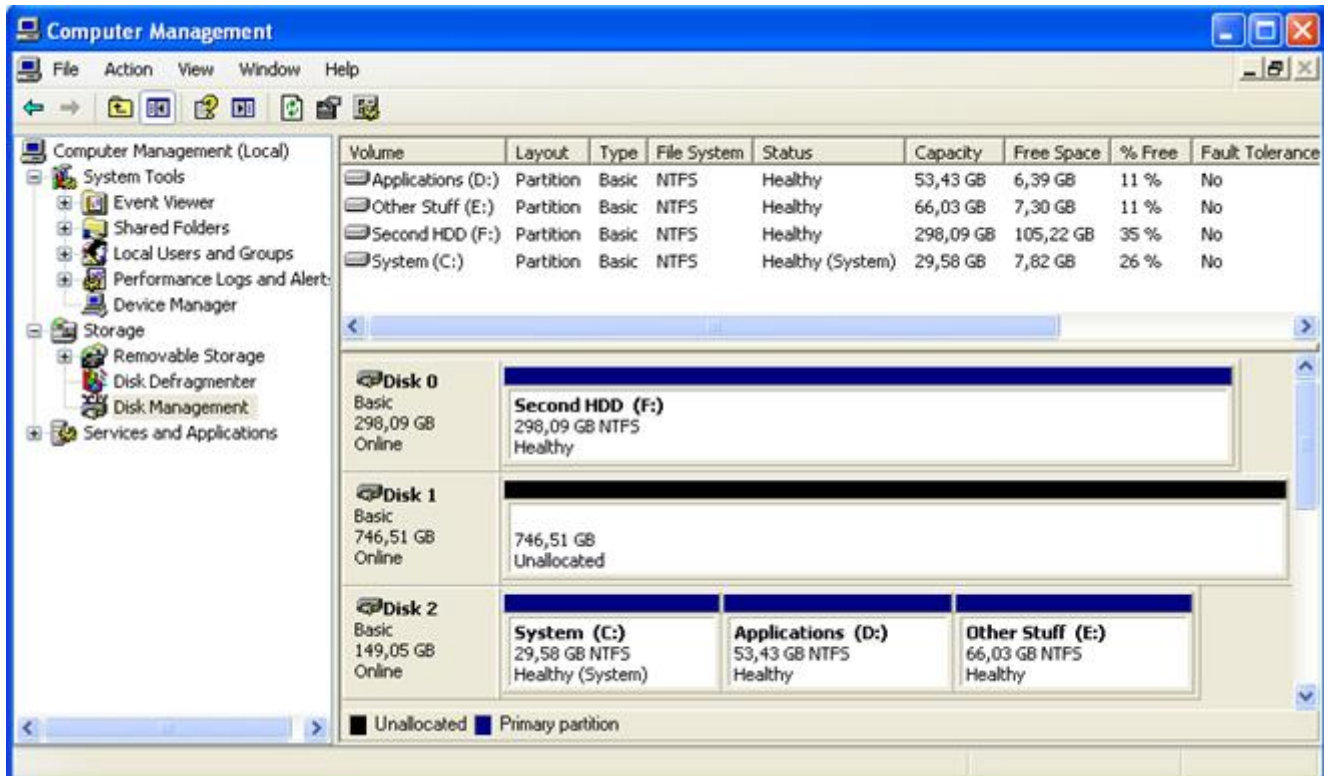 Computer Management
File Action View Window Help
Computer Management (Local)
System Tools
Event Viewer
Shared Folders
Local Users and Groups
Performance Logs and Alert
Device Manager
Storage
Removable Storage
Disk Defragmenter
Disk Management
Services and Applications
Volume Layout Type File System Status Capacity Free Space % Free Fault Tolerance
Applications (D:) Partition Basic NTFS Healthy 53,43 GB 6,39 GB 11 % No
Other Stuff (E:) Partition Basic NTFS Healthy 66,03 GB 7,30 GB 11 % No
Second HDD (F:) Partition Basic NTFS Healthy 298,09 GB 105,22 GB 35 % No
System (C:) Partition Basic NTFS Healthy (System) 29,58 GB 7,82 GB 26 % No
Disk 0
Basic
298,09 GB
Online
Second HDD (F:)
298,09 GB NTFS
Healthy
Disk 1
Basic
746,51 GB
Online
746,51 GB
Unallocated
Disk 2
Basic
149,05 GB
Online
System (C:)
29,58 GB NTFS
Healthy (System)
Applications (D:)
53,43 GB NTFS
Healthy
Other Stuff (E:)
66,03 GB NTFS
Healthy
Unallocated Primary partition